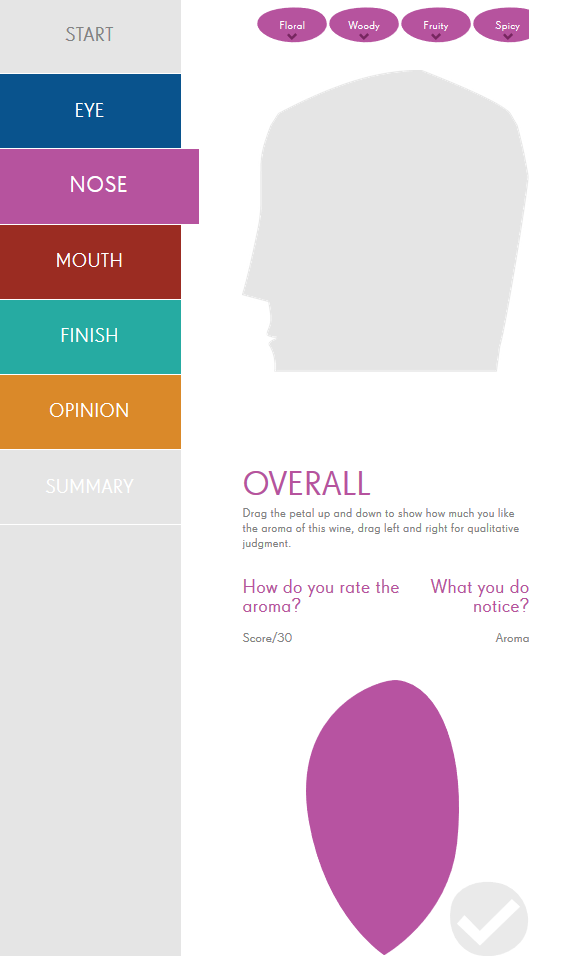 START
EYE
NOSE
MOUTH
FINISH
OPINION
SUMMARY
Floral
Woody
Fruity
Spicy
OVERALL
Drag the petal up and down to show how much you like
the aroma of this wine, drag left and right for qualitative
judgment.
How do you rate the
aroma?
What you do
notice?
Score/30
Aroma